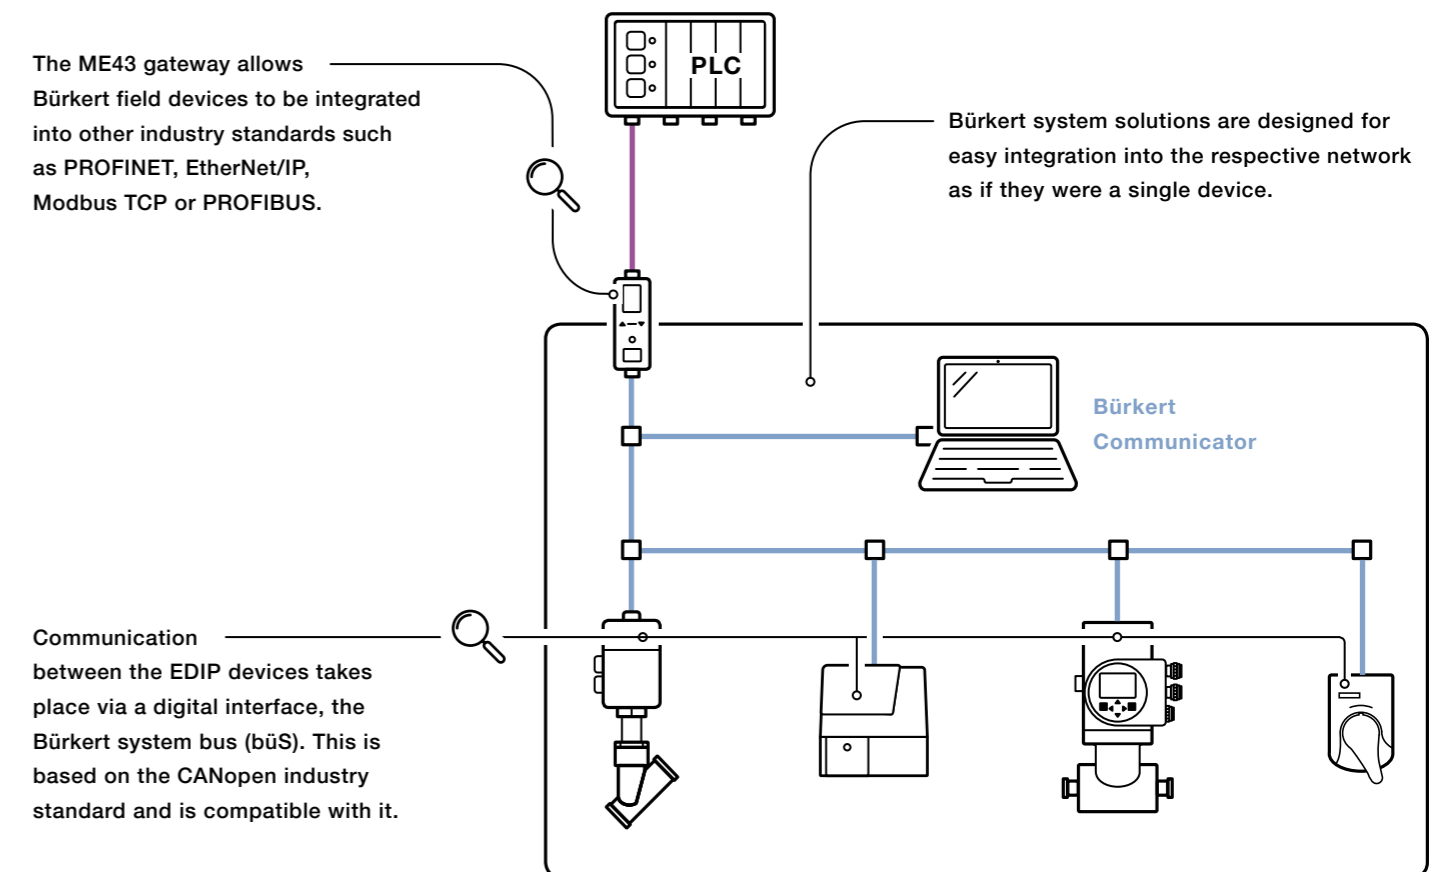 The ME43 gateway allows
Bürkert field devices to be integrated
into other industry standards such
as PROFINET, EtherNet/IP,
Modbus TCP or PROFIBUS.
PLC
Bürkert system solutions are designed for
easy integration into the respective network
as if they were a single device.
Bürkert
Communicator
Communication
between the EDIP devices takes
place via a digital interface, the
Bürkert system bus (büS). This is
based on the CANopen industry
standard and is compatible with it.